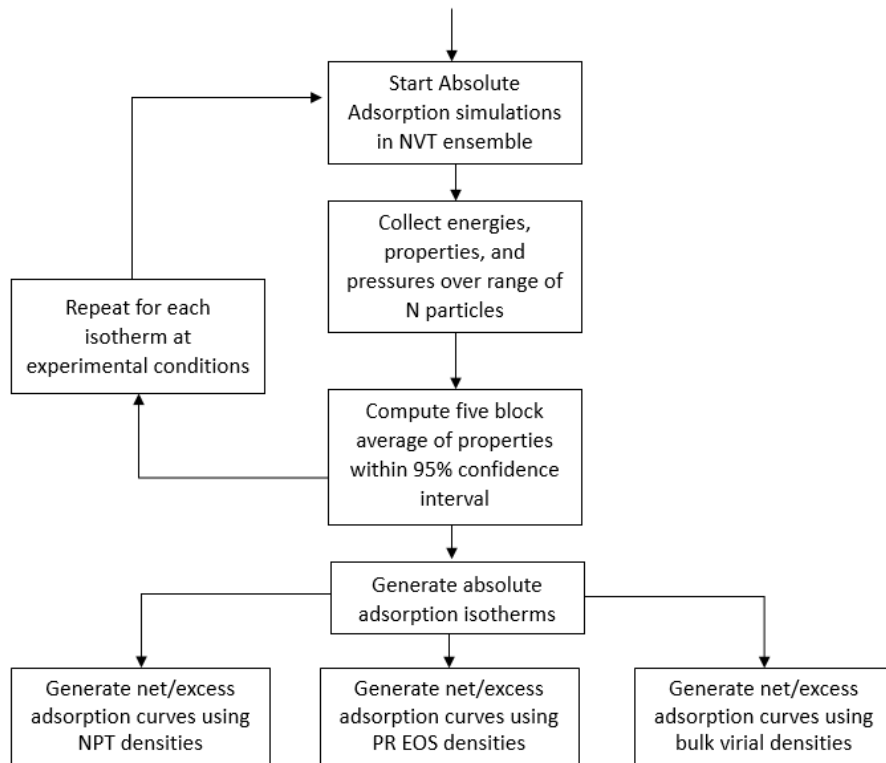 Start Absolute
Adsorption simulations
in NVT ensemble
Collect energies,
properties, and
pressures over range of
N particles
Repeat for each
isotherm at
experimental conditions
Compute five block
average of properties
within 95% confidence
interval
Generate absolute
adsorption isotherms
Generate net/excess
adsorption curves using
NPT densities
Generate net/excess
adsorption curves using
PR EOS densities
Generate net/excess
adsorption curves using
bulk virial densities